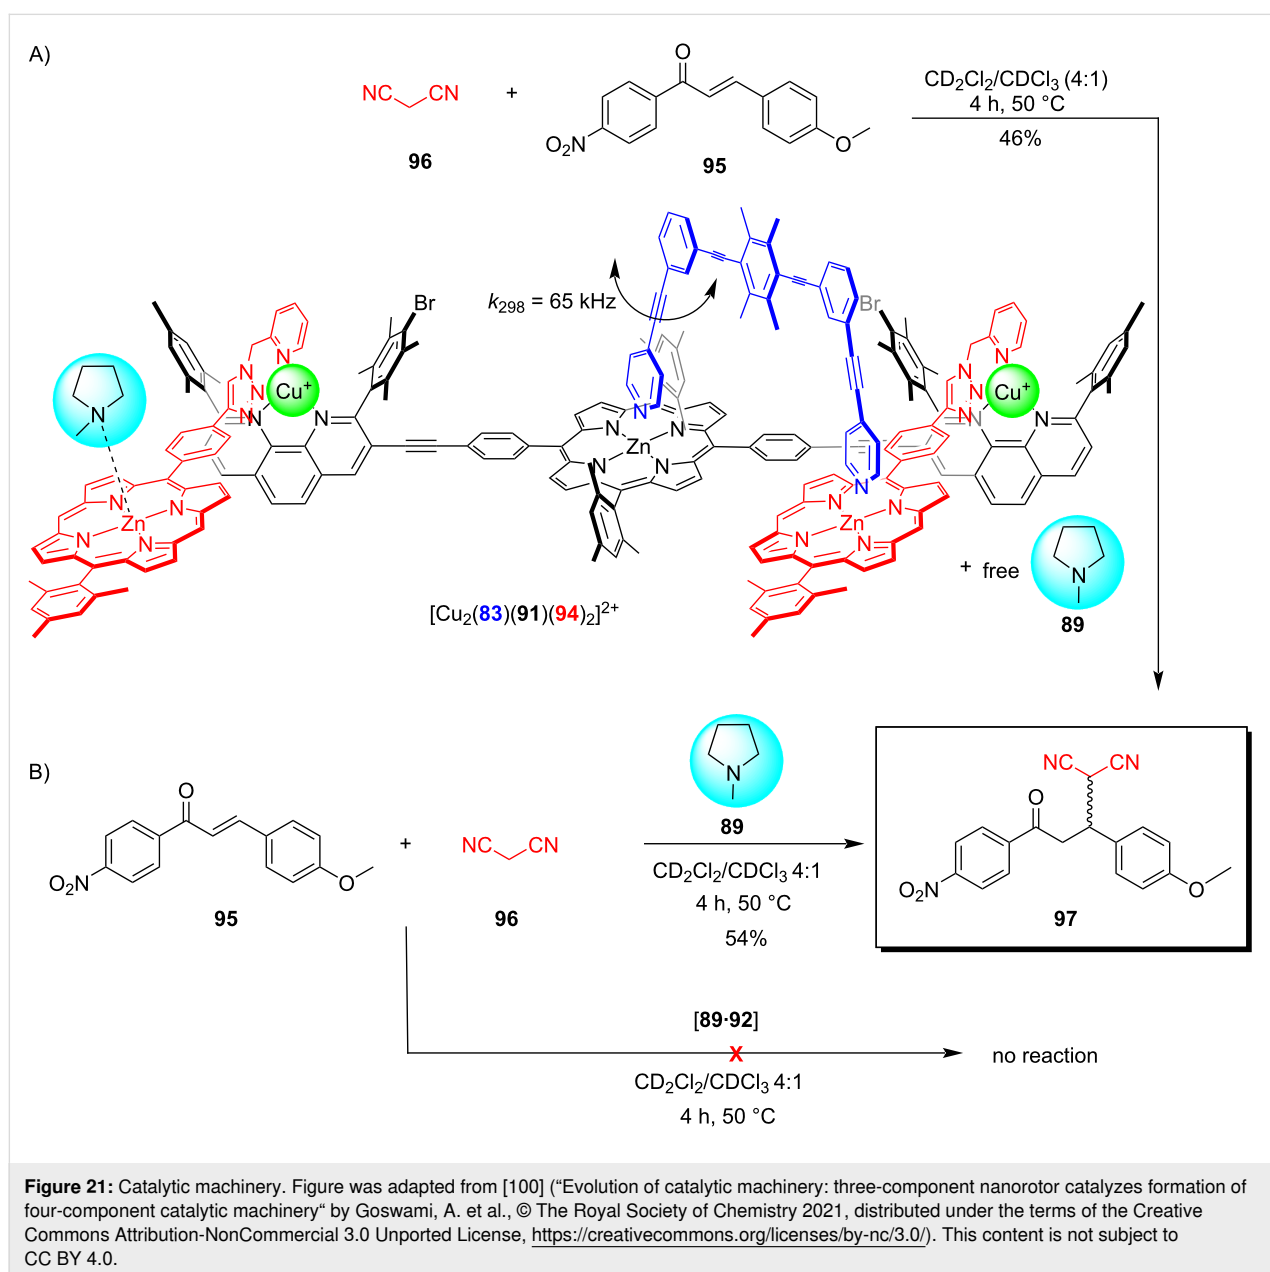 A)
NC CN
96
+
O
O₂N
O
95
CD₂Cl₂/CDCl₃ (4:1)
4 h, 50 °C
46%
k₂₉₈ = 65 kHz
Br
Br
N
N
N
N
Cu⁺
N
N
N
N
N
N
Cu⁺
N
N
N
N
N
Zn
N
N
N
N
N
Zn
N
N
N
N
N
Zn
N
N
[Cu₂(83)(91)(94)₂]²⁺
+ free
N
89
B)
O
O₂N
O
95
+
NC CN
96
N
89
CD₂Cl₂/CDCl₃ 4:1
4 h, 50 °C
54%
NC CN
O
O₂N
O
97
[89·92]
X
CD₂Cl₂/CDCl₃ 4:1
4 h, 50 °C
no reaction
Figure 21: Catalytic machinery. Figure was adapted from [100] (“Evolution of catalytic machinery: three-component nanorotor catalyzes formation of
four-component catalytic machinery“ by Goswami, A. et al., © The Royal Society of Chemistry 2021, distributed under the terms of the Creative
Commons Attribution-NonCommercial 3.0 Unported License, https://creativecommons.org/licenses/by-nc/3.0/). This content is not subject to
CC BY 4.0.